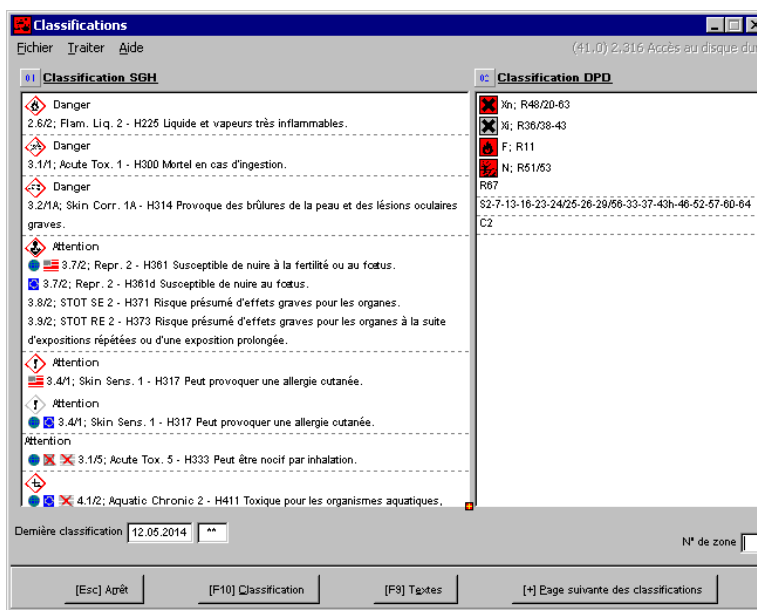 Classifications
Fichier Traiter Aide
(41.0) 2.316 Accès au disque dur
01 Classification SGH
Danger
2.6/2; Flam. Liq. 2 - H225 Liquide et vapeurs très inflammables.
Danger
3.1/1; Acute Tox. 1 - H300 Mortel en cas d'ingestion.
Danger
3.2/1A; Skin Corr. 1A - H314 Provoque des brûlures de la peau et des lésions oculaires
graves.
Attention
3.7/2; Repr. 2 - H361 Susceptible de nuire à la fertilité ou au fœtus.
3.7/2; Repr. 2 - H361d Susceptible de nuire au fœtus.
3.8/2; STOT SE 2 - H371 Risque présumé d'effets graves pour les organes.
3.9/2; STOT RE 2 - H373 Risque présumé d'effets graves pour les organes à la suite
d'expositions répétées ou d'une exposition prolongée.
Attention
3.4/1; Skin Sens. 1 - H317 Peut provoquer une allergie cutanée.
Attention
3.4/1; Skin Sens. 1 - H317 Peut provoquer une allergie cutanée.
Attention
3.1/5; Acute Tox. 5 - H333 Peut être nocif par inhalation.
4.1/2; Aquatic Chronic 2 - H411 Toxique pour les organismes aquatiques,
02 Classification DPD
Xn; R48/20-63
Xi; R36/38-43
F; R11
N; R51/53
R67
S2-7-13-16-23-24/25-26-29/56-33-37-43h-46-52-57-60-64
C2
Dernière classification 12.05.2014 **
N° de zone
[Esc] Arrêt
[F10] Classification
[F9] Textes
[+] Page suivante des classifications